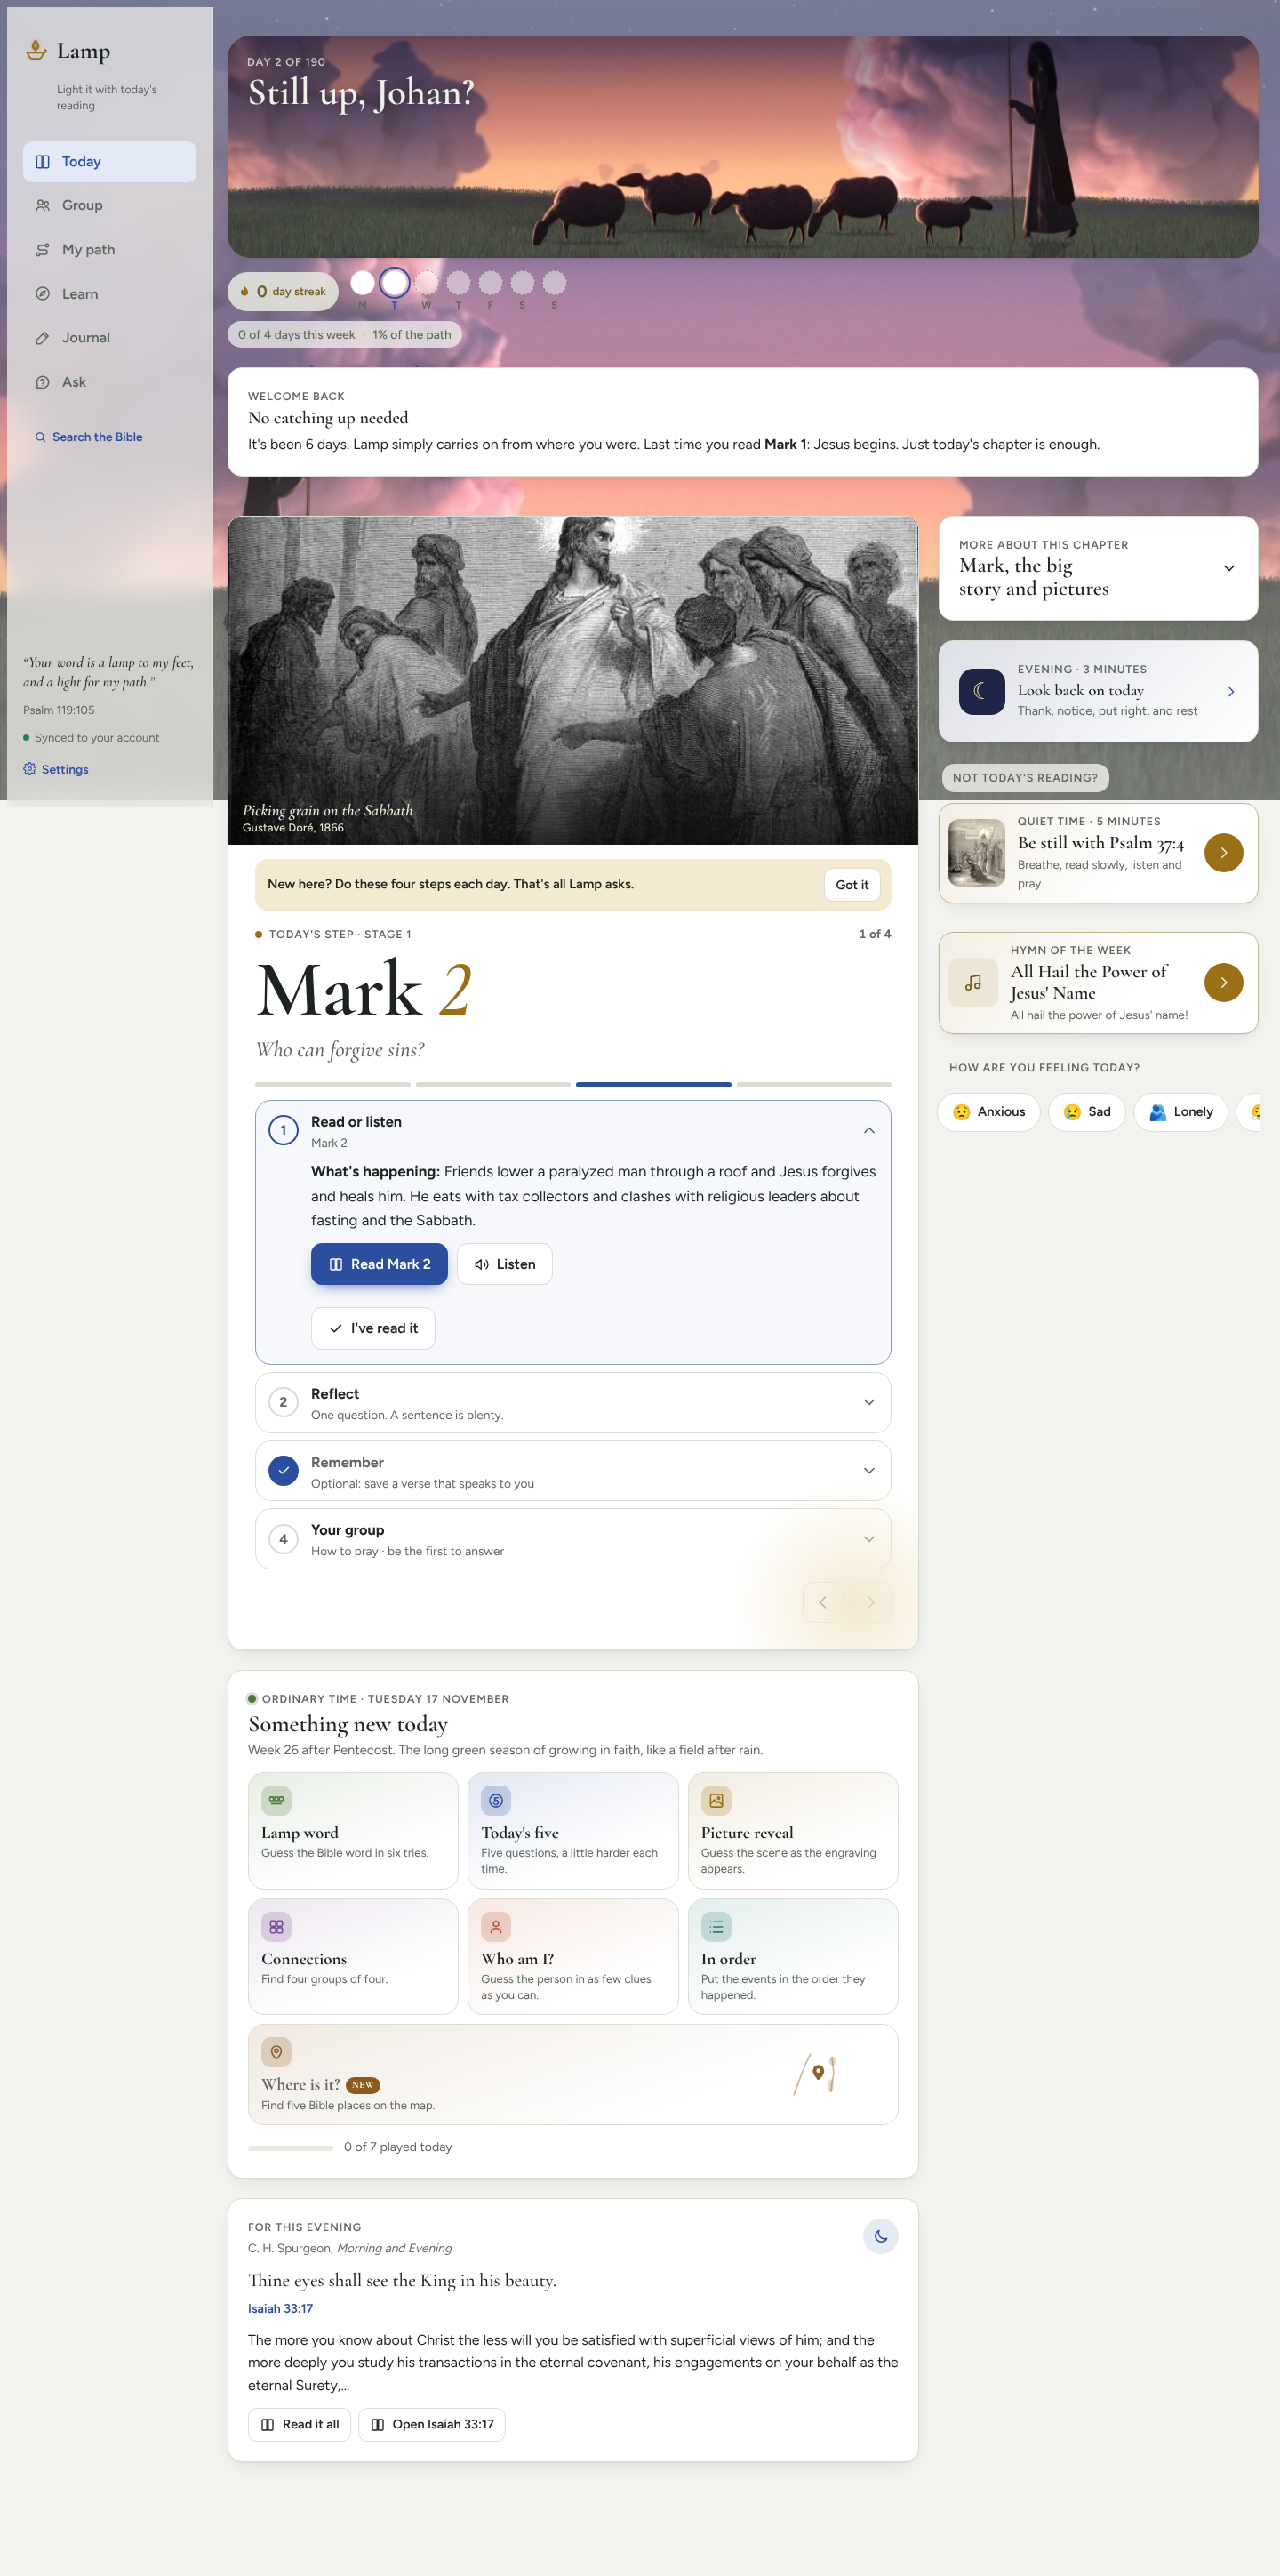 Lamp
Light it with today's
reading
Today
Group
My path
Learn
Journal
Ask
Search the Bible
“Your word is a lamp to my feet,
and a light for my path.”
Psalm 119:105
Synced to your account
Settings
DAY 2 OF 190
Still up, Johan?
0 day streak
M T W T F S S
0 of 4 days this week · 1% of the path
WELCOME BACK
No catching up needed
It's been 6 days. Lamp simply carries on from where you were. Last time you read Mark 1: Jesus begins. Just today's chapter is enough.
Picking grain on the Sabbath
Gustave Doré, 1866
New here? Do these four steps each day. That's all Lamp asks.
Got it
TODAY'S STEP · STAGE 1
1 of 4
Mark 2
Who can forgive sins?
1
Read or listen
Mark 2
What's happening: Friends lower a paralyzed man through a roof and Jesus forgives
and heals him. He eats with tax collectors and clashes with religious leaders about
fasting and the Sabbath.
Read Mark 2
Listen
I've read it
2
Reflect
One question. A sentence is plenty.
Remember
Optional: save a verse that speaks to you
4
Your group
How to pray · be the first to answer
MORE ABOUT THIS CHAPTER
Mark, the big
story and pictures
EVENING · 3 MINUTES
Look back on today
Thank, notice, put right, and rest
NOT TODAY'S READING?
QUIET TIME · 5 MINUTES
Be still with Psalm 37:4
Breathe, read slowly, listen and
pray
HYMN OF THE WEEK
All Hail the Power of
Jesus' Name
All hail the power of Jesus' name!
HOW ARE YOU FEELING TODAY?
Anxious
Sad
Lonely
ORDINARY TIME · TUESDAY 17 NOVEMBER
Something new today
Week 26 after Pentecost. The long green season of growing in faith, like a field after rain.
Lamp word
Guess the Bible word in six tries.
5
Today's five
Five questions, a little harder each
time.
Picture reveal
Guess the scene as the engraving
appears.
Connections
Find four groups of four.
Who am I?
Guess the person in as few clues
as you can.
In order
Put the events in the order they
happened.
Where is it? NEW
Find five Bible places on the map.
0 of 7 played today
FOR THIS EVENING
C. H. Spurgeon, Morning and Evening
Thine eyes shall see the King in his beauty.
Isaiah 33:17
The more you know about Christ the less will you be satisfied with superficial views of him; and the
more deeply you study his transactions in the eternal covenant, his engagements on your behalf as the
eternal Surety,...
Read it all
Open Isaiah 33:17